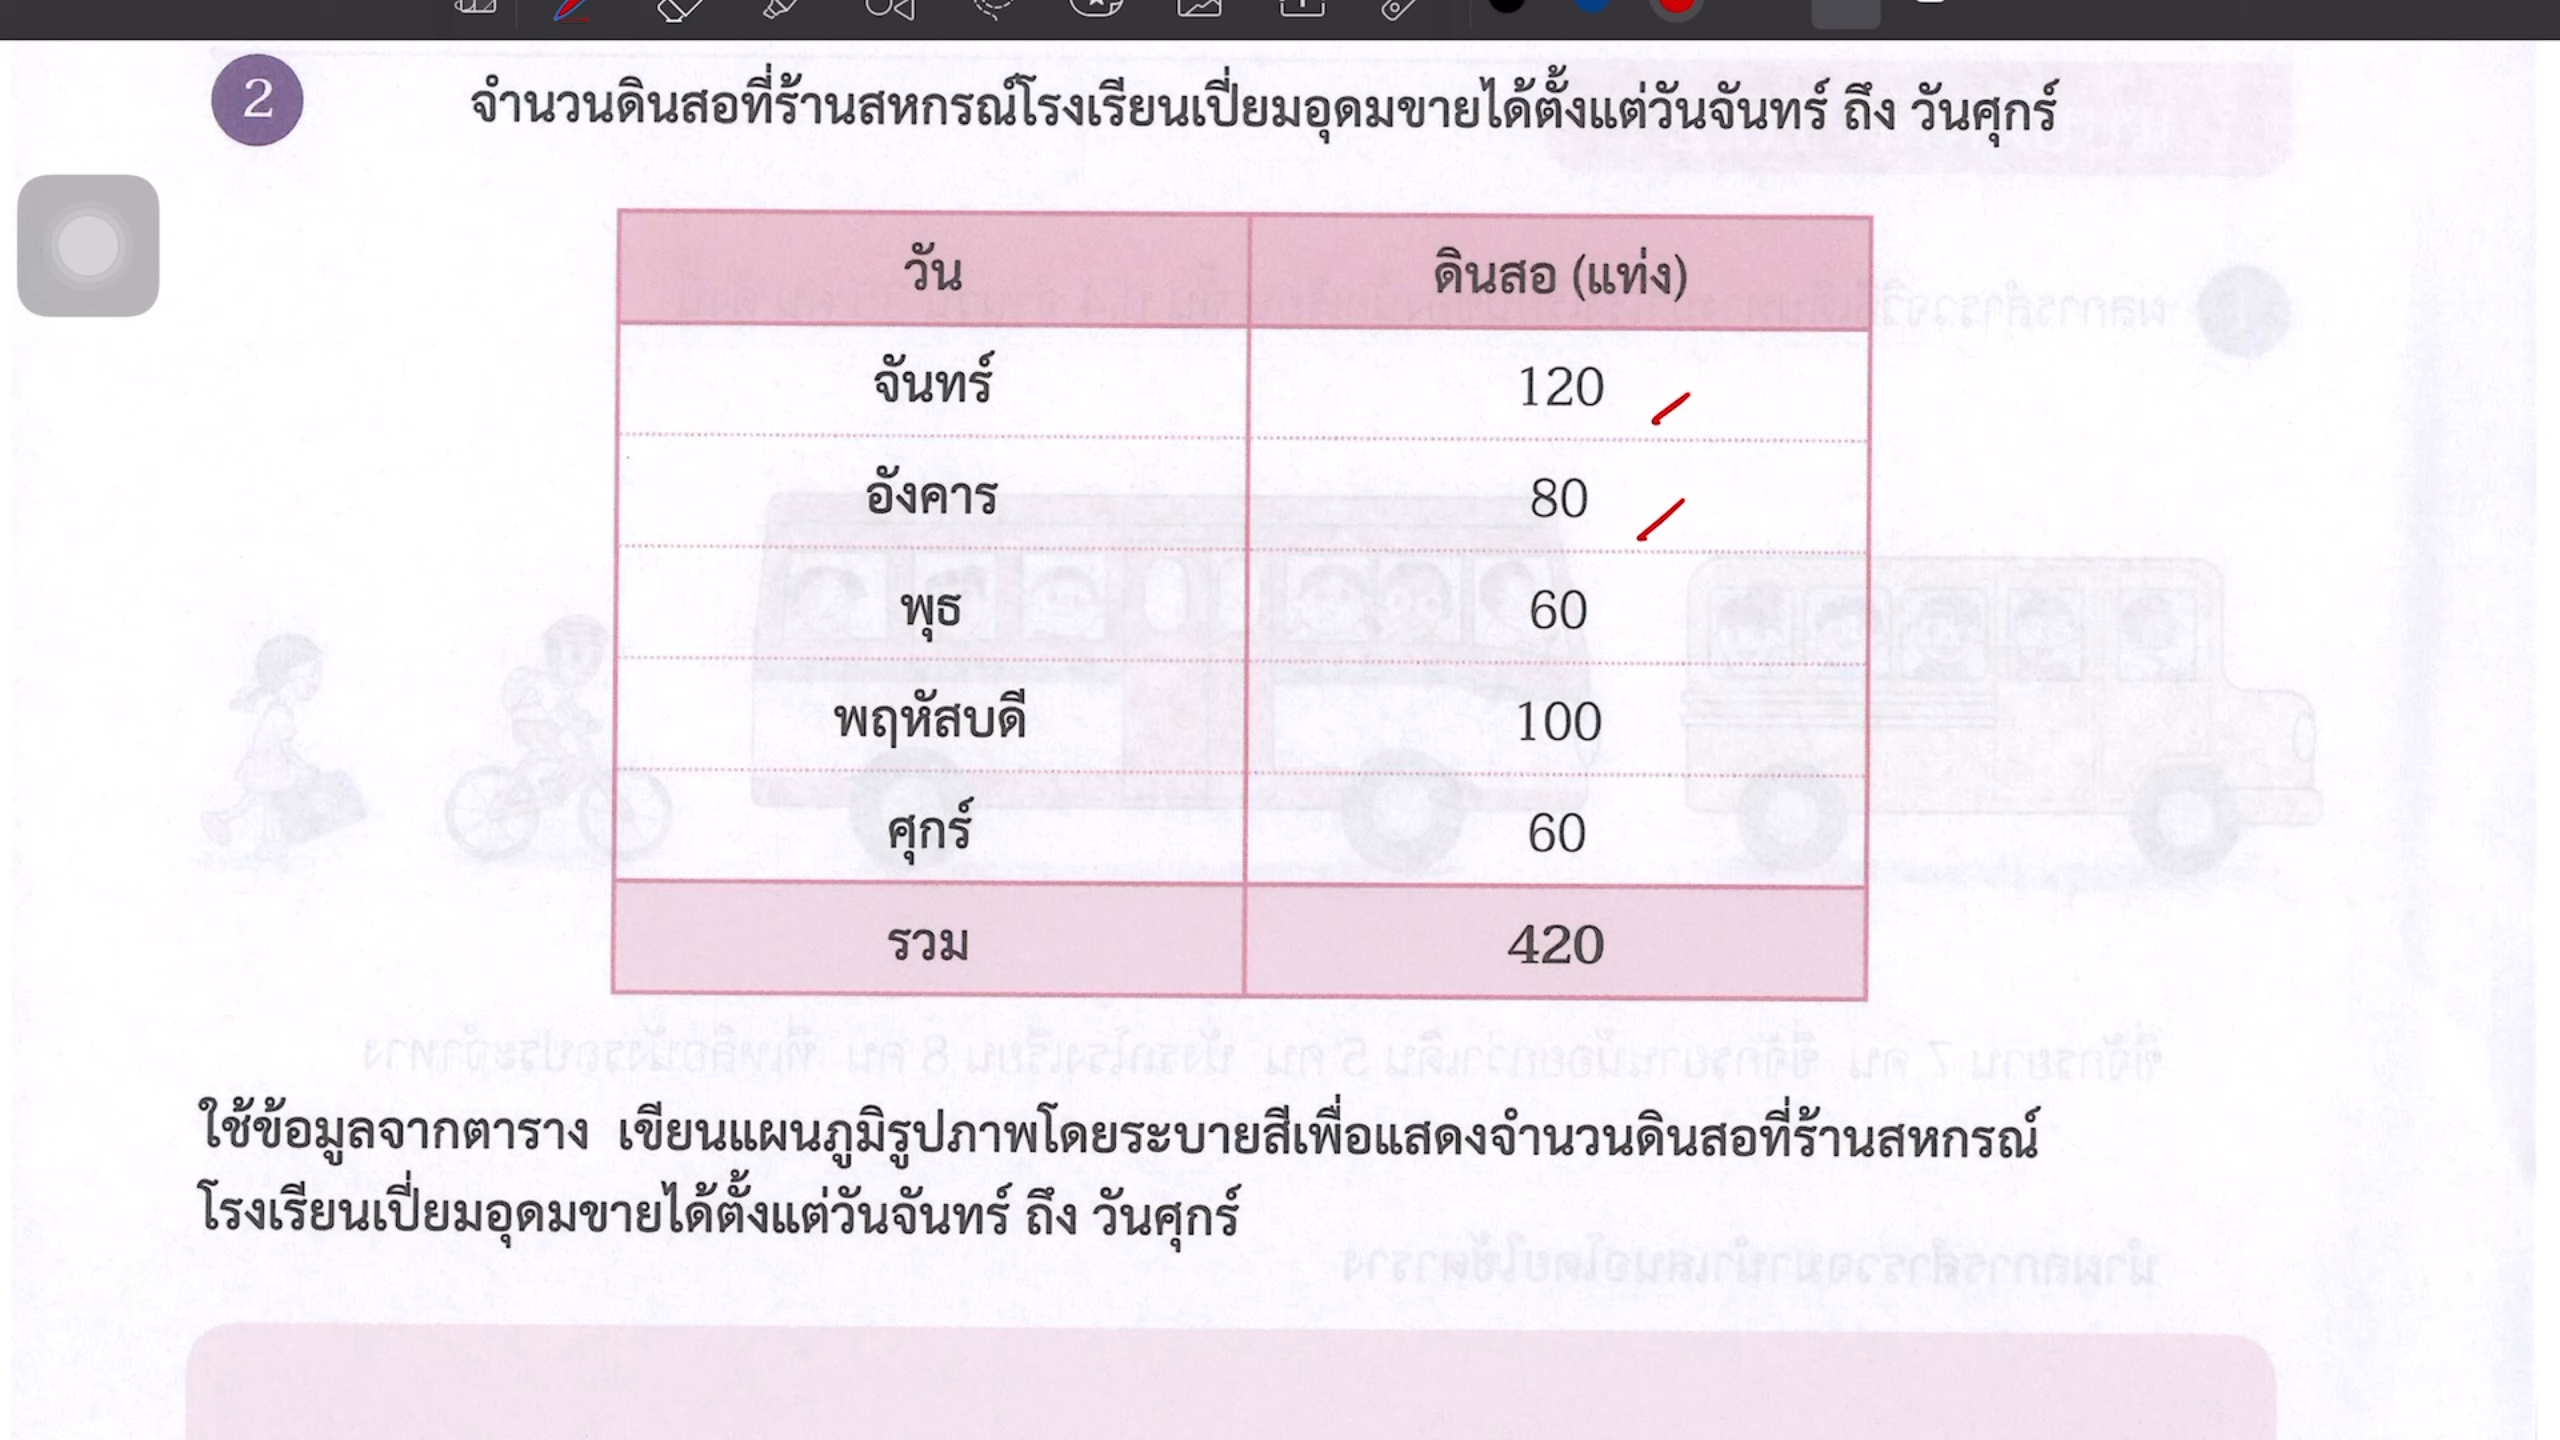 2 จำนวนดินสอที่ร้านสหกรณ์โรงเรียนเปี่ยมอุดมขายได้ตั้งแต่วันจันทร์ ถึง วันศุกร์
วัน ดินสอ (แท่ง)
จันทร์ 120
อังคาร 80
พุธ 60
พฤหัสบดี 100
ศุกร์ 60
รวม 420
ใช้ข้อมูลจากตาราง เขียนแผนภูมิรูปภาพโดยระบายสีเพื่อแสดงจำนวนดินสอที่ร้านสหกรณ์
โรงเรียนเปี่ยมอุดมขายได้ตั้งแต่วันจันทร์ ถึง วันศุกร์